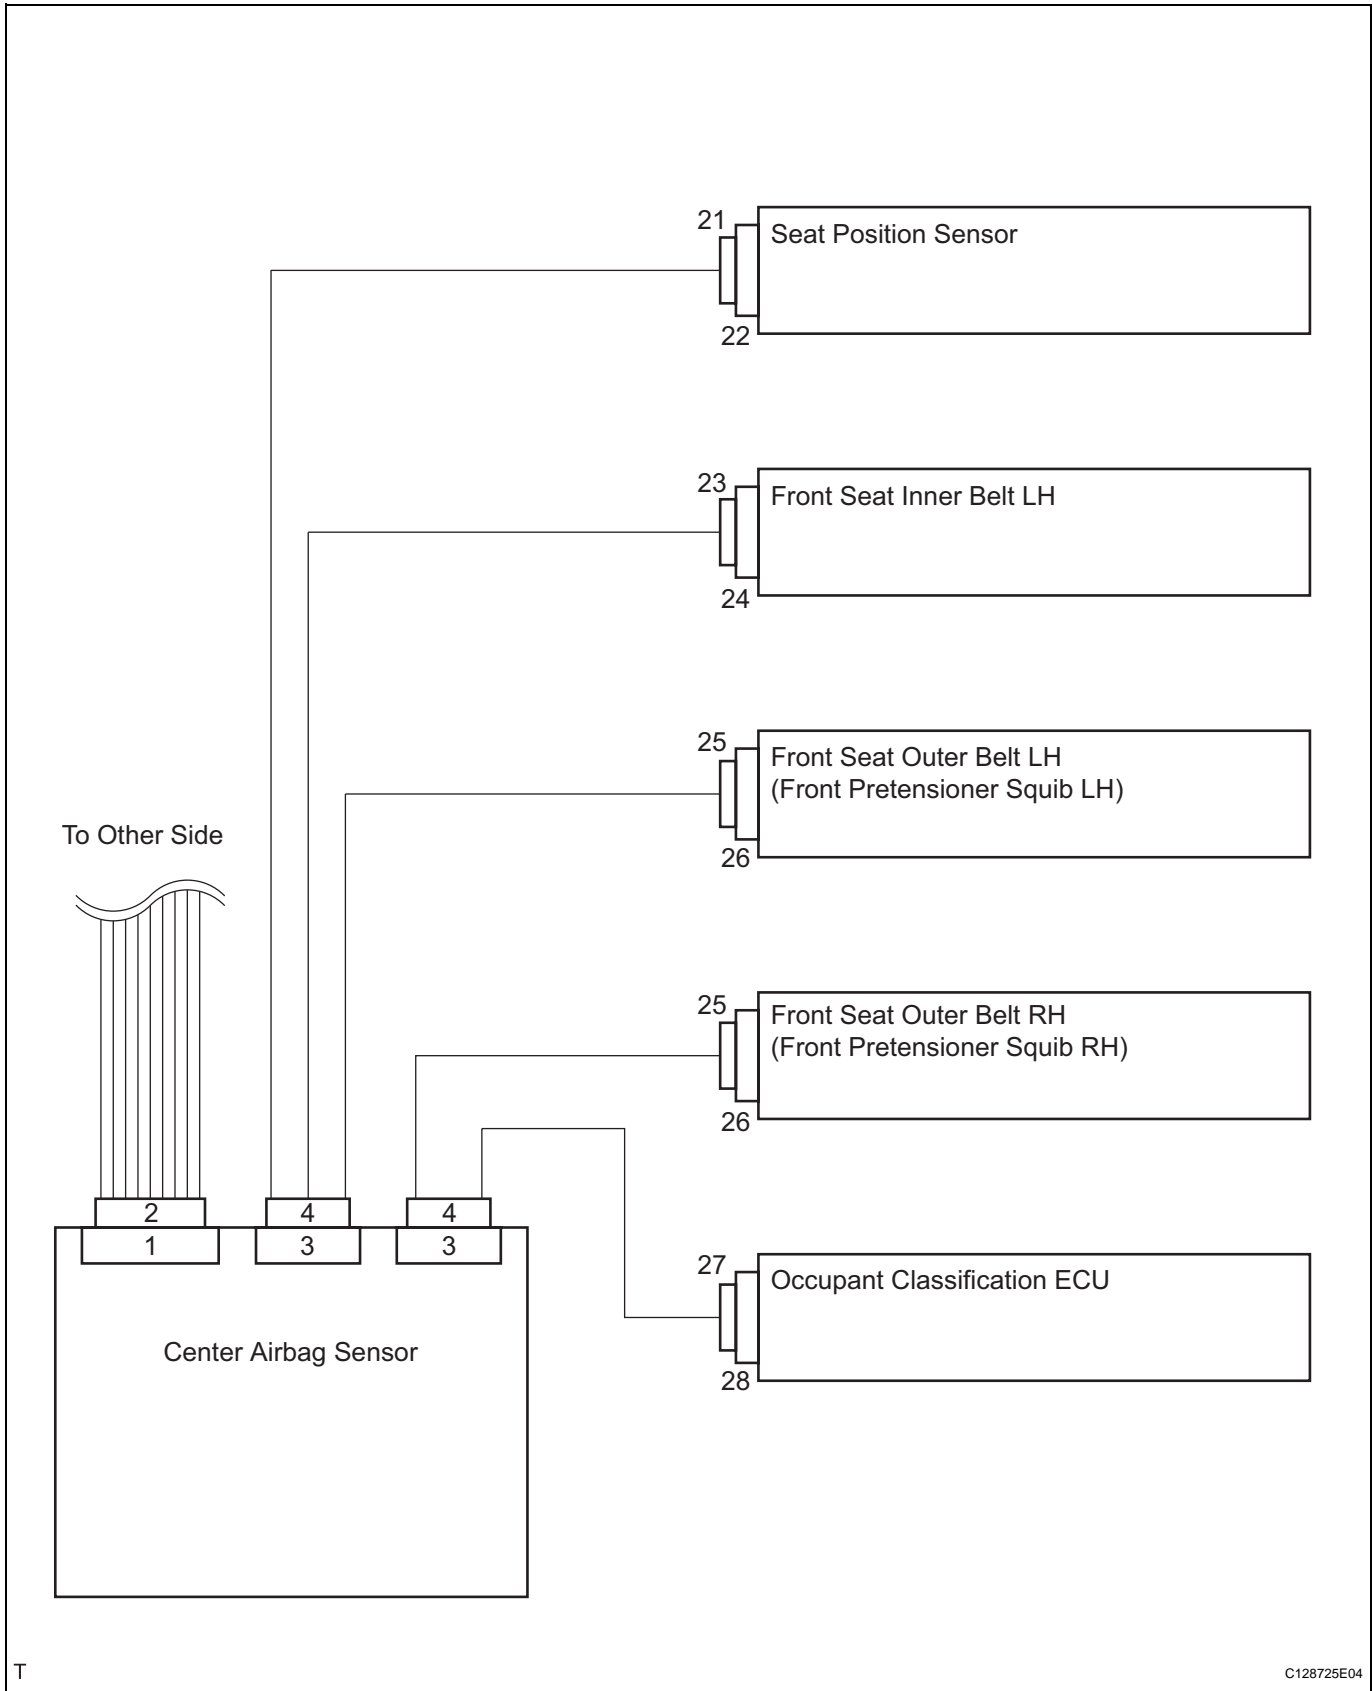 21
Seat Position Sensor
22
23
Front Seat Inner Belt LH
24
25
Front Seat Outer Belt LH
(Front Pretensioner Squib LH)
26
To Other Side
25
Front Seat Outer Belt RH
(Front Pretensioner Squib RH)
26
2 4 4
1 3 3
27
Occupant Classification ECU
28
Center Airbag Sensor
T
C128725E04